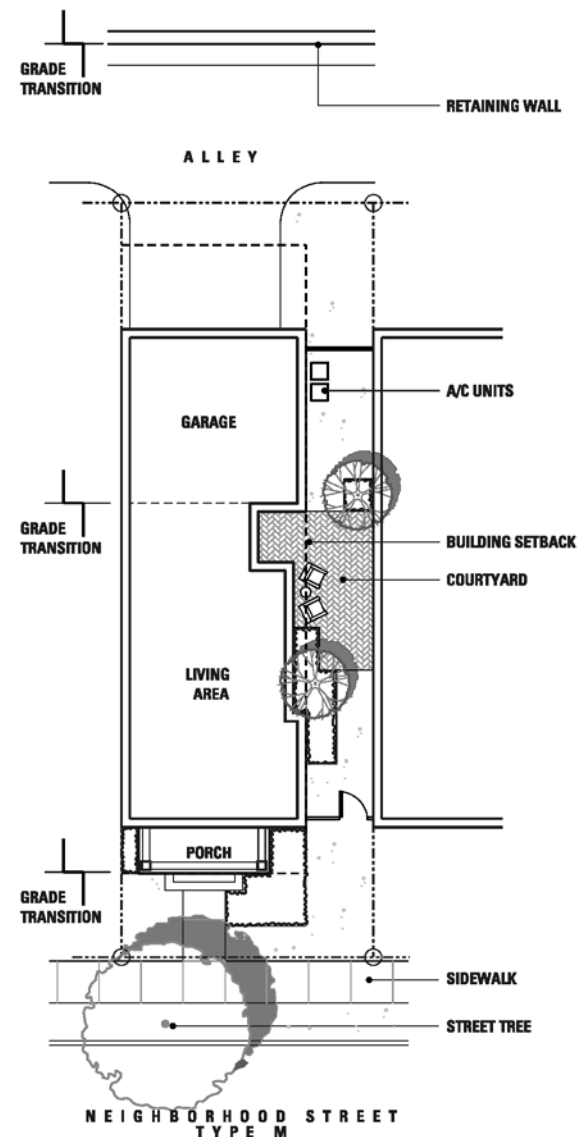 GRADE
TRANSITION
RETAINING WALL
ALLEY
A/C UNITS
GARAGE
GRADE
TRANSITION
BUILDING SETBACK
COURTYARD
LIVING
AREA
PORCH
GRADE
TRANSITION
SIDEWALK
STREET TREE
NEIGHBORHOOD STREET
TYPE M